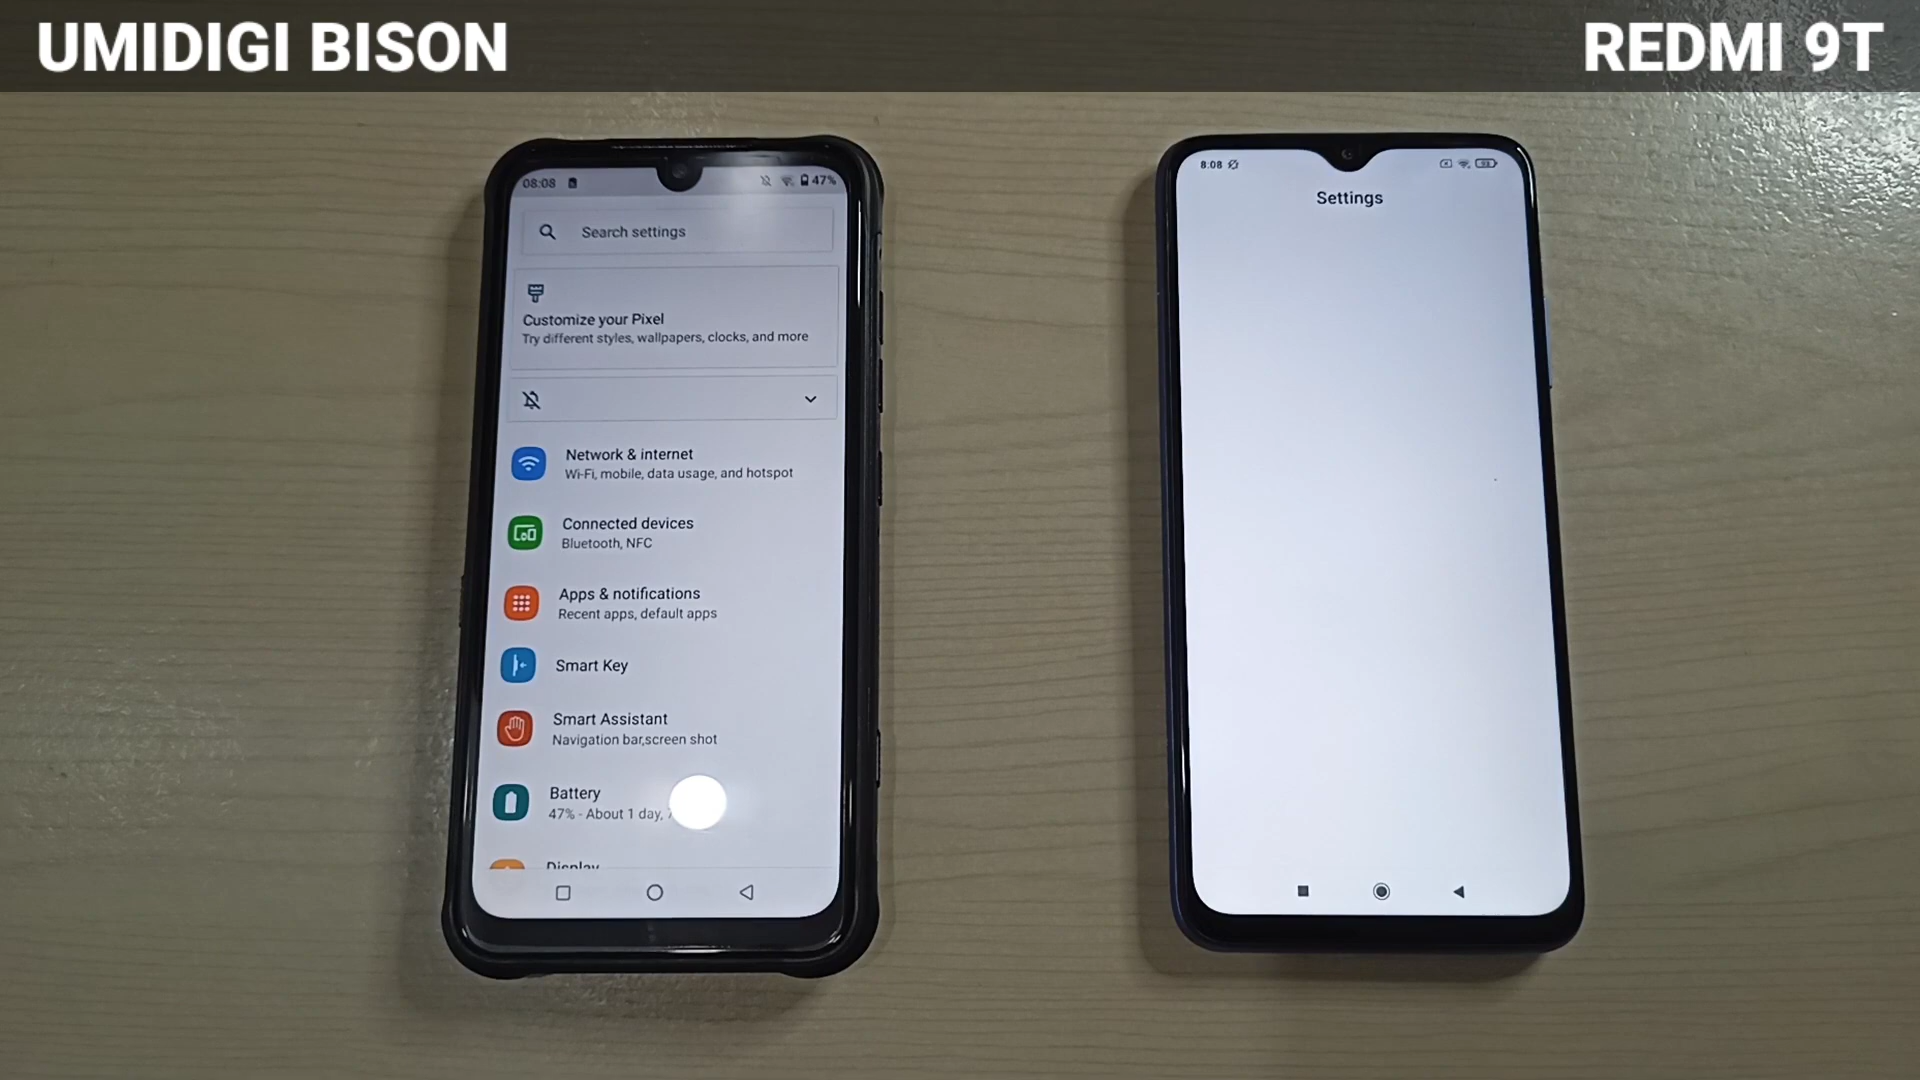 UMIDIGI BISON
REDMI 9T
08:08
47%
Search settings
Customize your Pixel
Try different styles, wallpapers, clocks, and more
Network & internet
Wi-Fi, mobile, data usage, and hotspot
Connected devices
Bluetooth, NFC
Apps & notifications
Recent apps, default apps
Smart Key
Smart Assistant
Navigation bar,screen shot
Battery
47% - About 1 day,
Display
8:08
Settings